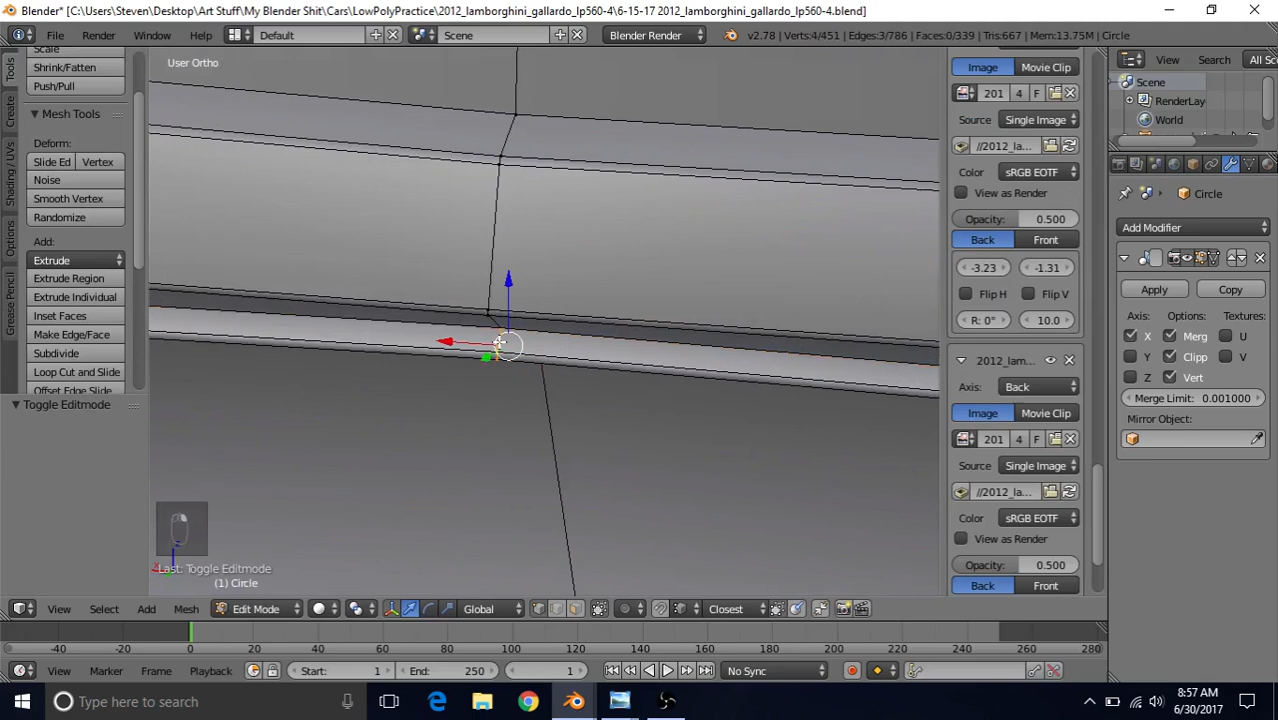 Blender* [C:\Users\Steven\Desktop\Art Stuff\My Blender Shit\Cars\LowPolyPractice\2012_lamborghini_gallardo_lp560-4\6-15-17 2012_lamborghini_gallardo_lp560-4.blend]
File Render Window Help Default Scene Blender Render v2.78 | Verts:4/451 | Edges:3/786 | Faces:0/339 | Tris:667 | Mem:13.75M | Circle
View Search All Sc
Scene
RenderLay
World
Tools
Create
Shading / UVs
Options
Grease Pencil
Scale
Shrink/Fatten
Push/Pull
Mesh Tools
Deform:
Slide Ed Vertex
Noise
Smooth Vertex
Randomize
Add:
Extrude
Extrude Region
Extrude Individual
Inset Faces
Make Edge/Face
Subdivide
Loop Cut and Slide
Offset Edge Slide
Toggle Editmode
User Ortho
Last: Toggle Editmode
(1) Circle
Image Movie Clip
201 4 F
Source Single Image
//2012_la...
Color sRGB EOTF
View as Render
Opacity: 0.500
Back Front
-3.23 -1.31
Flip H Flip V
R: 0° 10.0
2012_lam...
Axis: Back
Image Movie Clip
201 4 F
Source Single Image
//2012_la...
Color sRGB EOTF
View as Render
Opacity: 0.500
Back Front
Circle
Add Modifier
Apply Copy
Axis: Options: Textures:
X Merg U
Y Clipp V
Z Vert
Merge Limit: 0.001000
Mirror Object:
View Select Add Mesh Edit Mode Global Closest
-40 -20 0 20 40 60 80 100 120 140 160 180 200 220 240 260 280
View Marker Frame Playback Start: 1 End: 250 1 No Sync
Type here to search
8:57 AM
6/30/2017